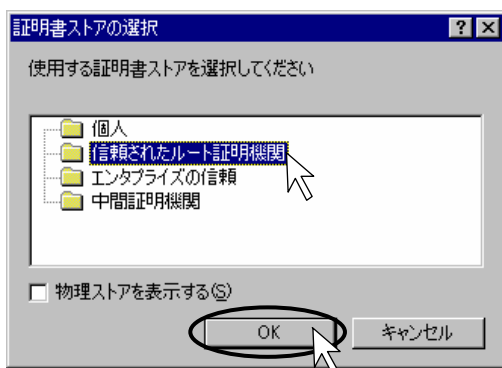 証明書ストアの選択
使用する証明書ストアを選択してください
個人
信頼されたルート証明機関
エンタプライズの信頼
中間証明機関
物理ストアを表示する(S)
OK キャンセル